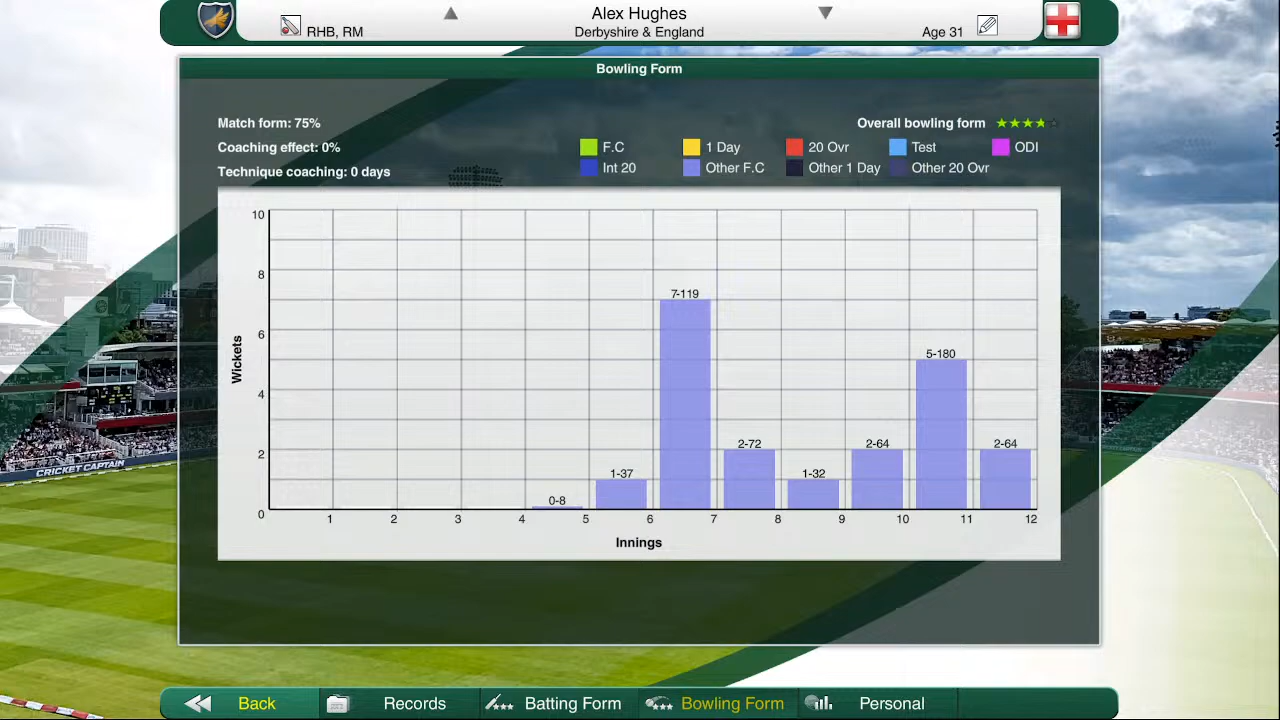 Alex Hughes
RHB, RM
Derbyshire & England
Age 31
Bowling Form
Match form: 75%
Overall bowling form
Coaching effect: 0%
F.C
1 Day
20 Ovr
Test
ODI
Technique coaching: 0 days
Int 20
Other F.C
Other 1 Day
Other 20 Ovr
10
8
6
4
2
0
Wickets
7-119
5-180
2-72
2-64
2-64
1-37
1-32
0-8
1 2 3 4 5 6 7 8 9 10 11 12
Innings
CRICKET CAPTAIN
Back
Records
Batting Form
Bowling Form
Personal